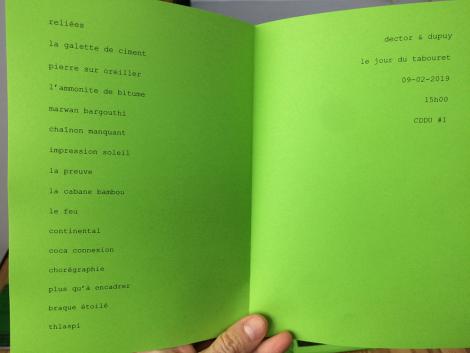 reliées
la galette de ciment
pierre sur oreiller
l'ammonite de bitume
marwan bargouthi
chaînon manquant
impression soleil
la preuve
la cabane bambou
le feu
continental
coca connexion
chorégraphie
plus qu'à encadrer
braque étoilé
thlaspi
dector & dupuy
le jour du tabouret
09-02-2019
15h00
CDDU #1